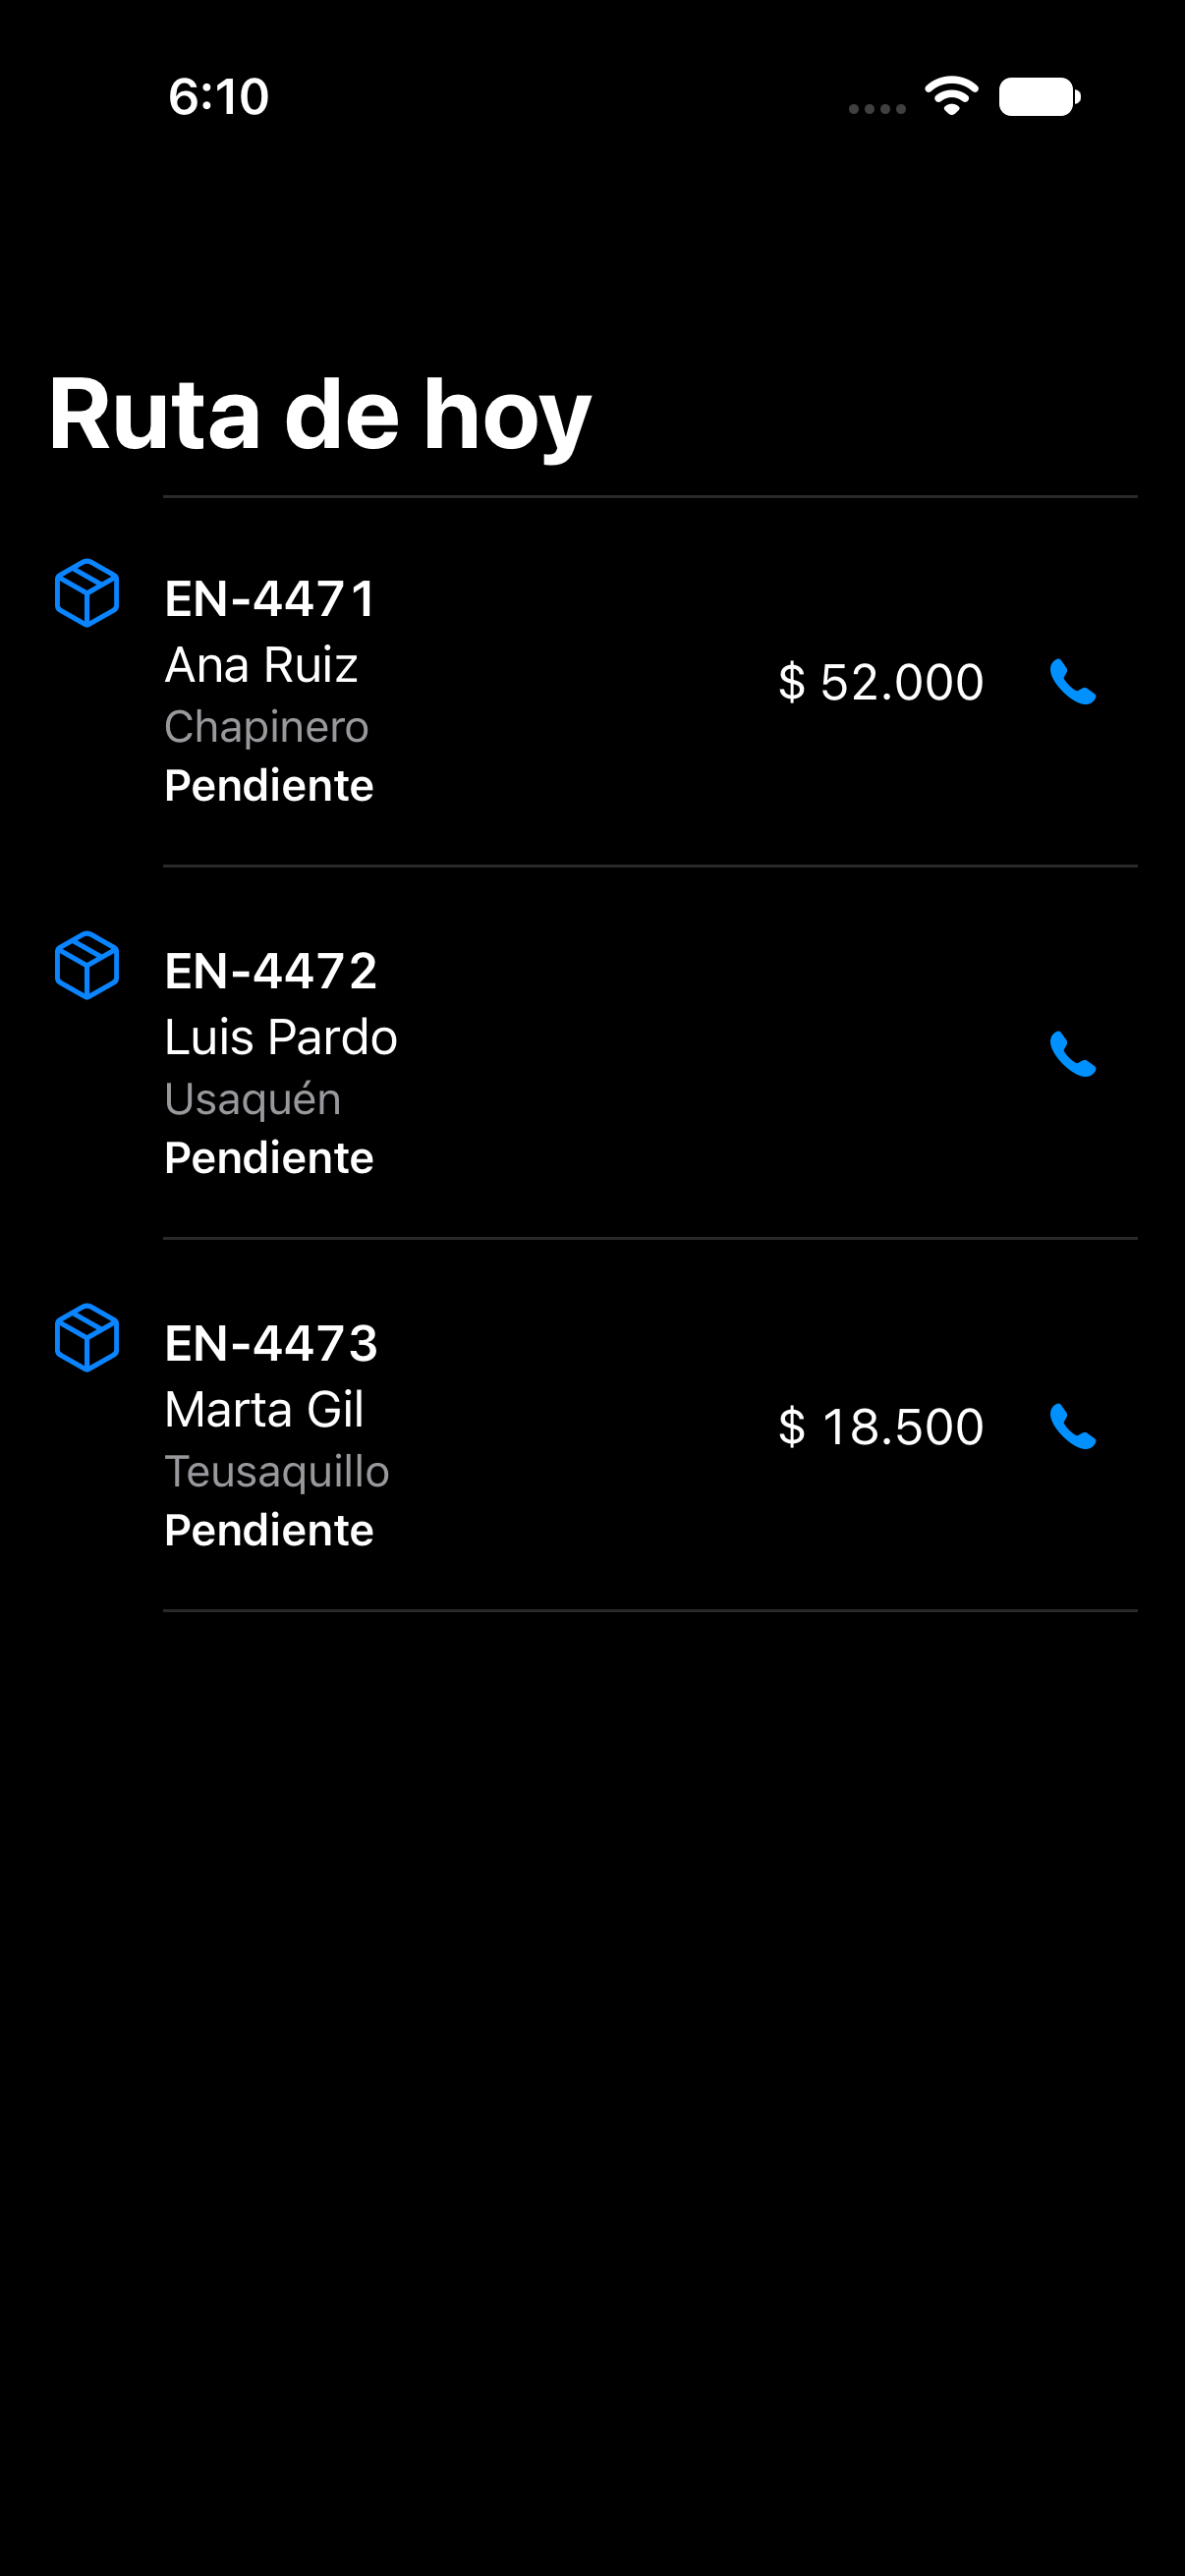 6:10
Ruta de hoy
EN-4471
Ana Ruiz
$ 52.000
Chapinero
Pendiente
EN-4472
Luis Pardo
Usaquén
Pendiente
EN-4473
Marta Gil
$ 18.500
Teusaquillo
Pendiente